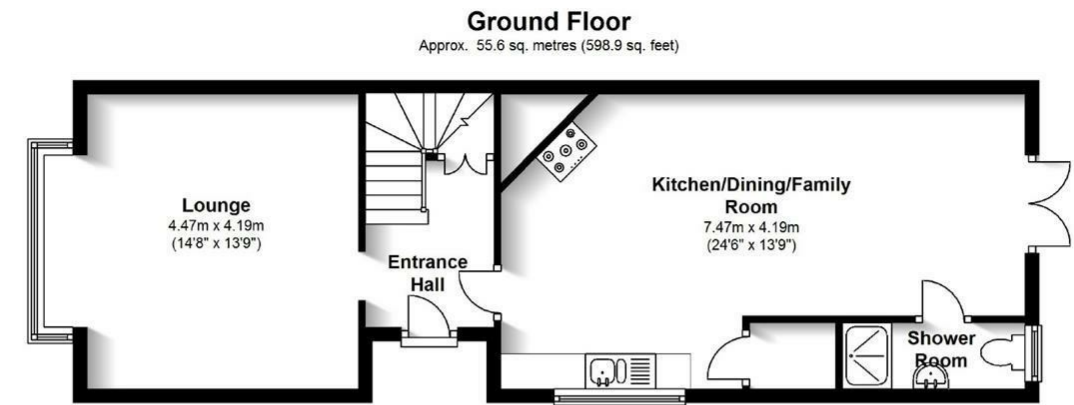 Ground Floor
Approx. 55.6 sq. metres (598.9 sq. feet)
Lounge
4.47m x 4.19m
(14'8" x 13'9")
Entrance
Hall
Kitchen/Dining/Family
Room
7.47m x 4.19m
(24'6" x 13'9")
Shower
Room